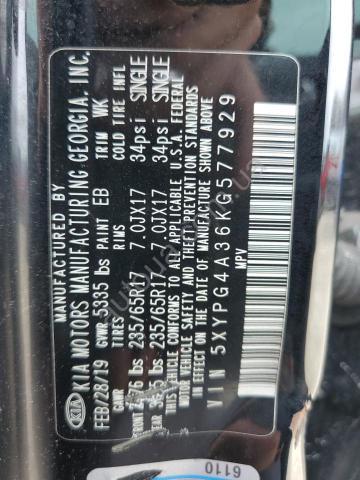 MANUFACTURED BY
KIA KIA MOTORS MANUFACTURING GEORGIA, INC.
FEB/28/19 GVWR 5335 lbs PAINT EB TRIM WK
GAWR TIRES RIMS COLD TIRE INFL
235/65R17 7.0JX17 34psi SINGLE
235/65R17 7.0JX17 34psi SINGLE
THIS VEHICLE CONFORMS TO ALL APPLICABLE U.S.A. FEDERAL
MOTOR VEHICLE SAFETY AND THEFT PREVENTION STANDARDS
IN EFFECT ON THE DATE OF MANUFACTURE SHOWN ABOVE.
VIN 5XYPG4A36KG577929
MPV
6110